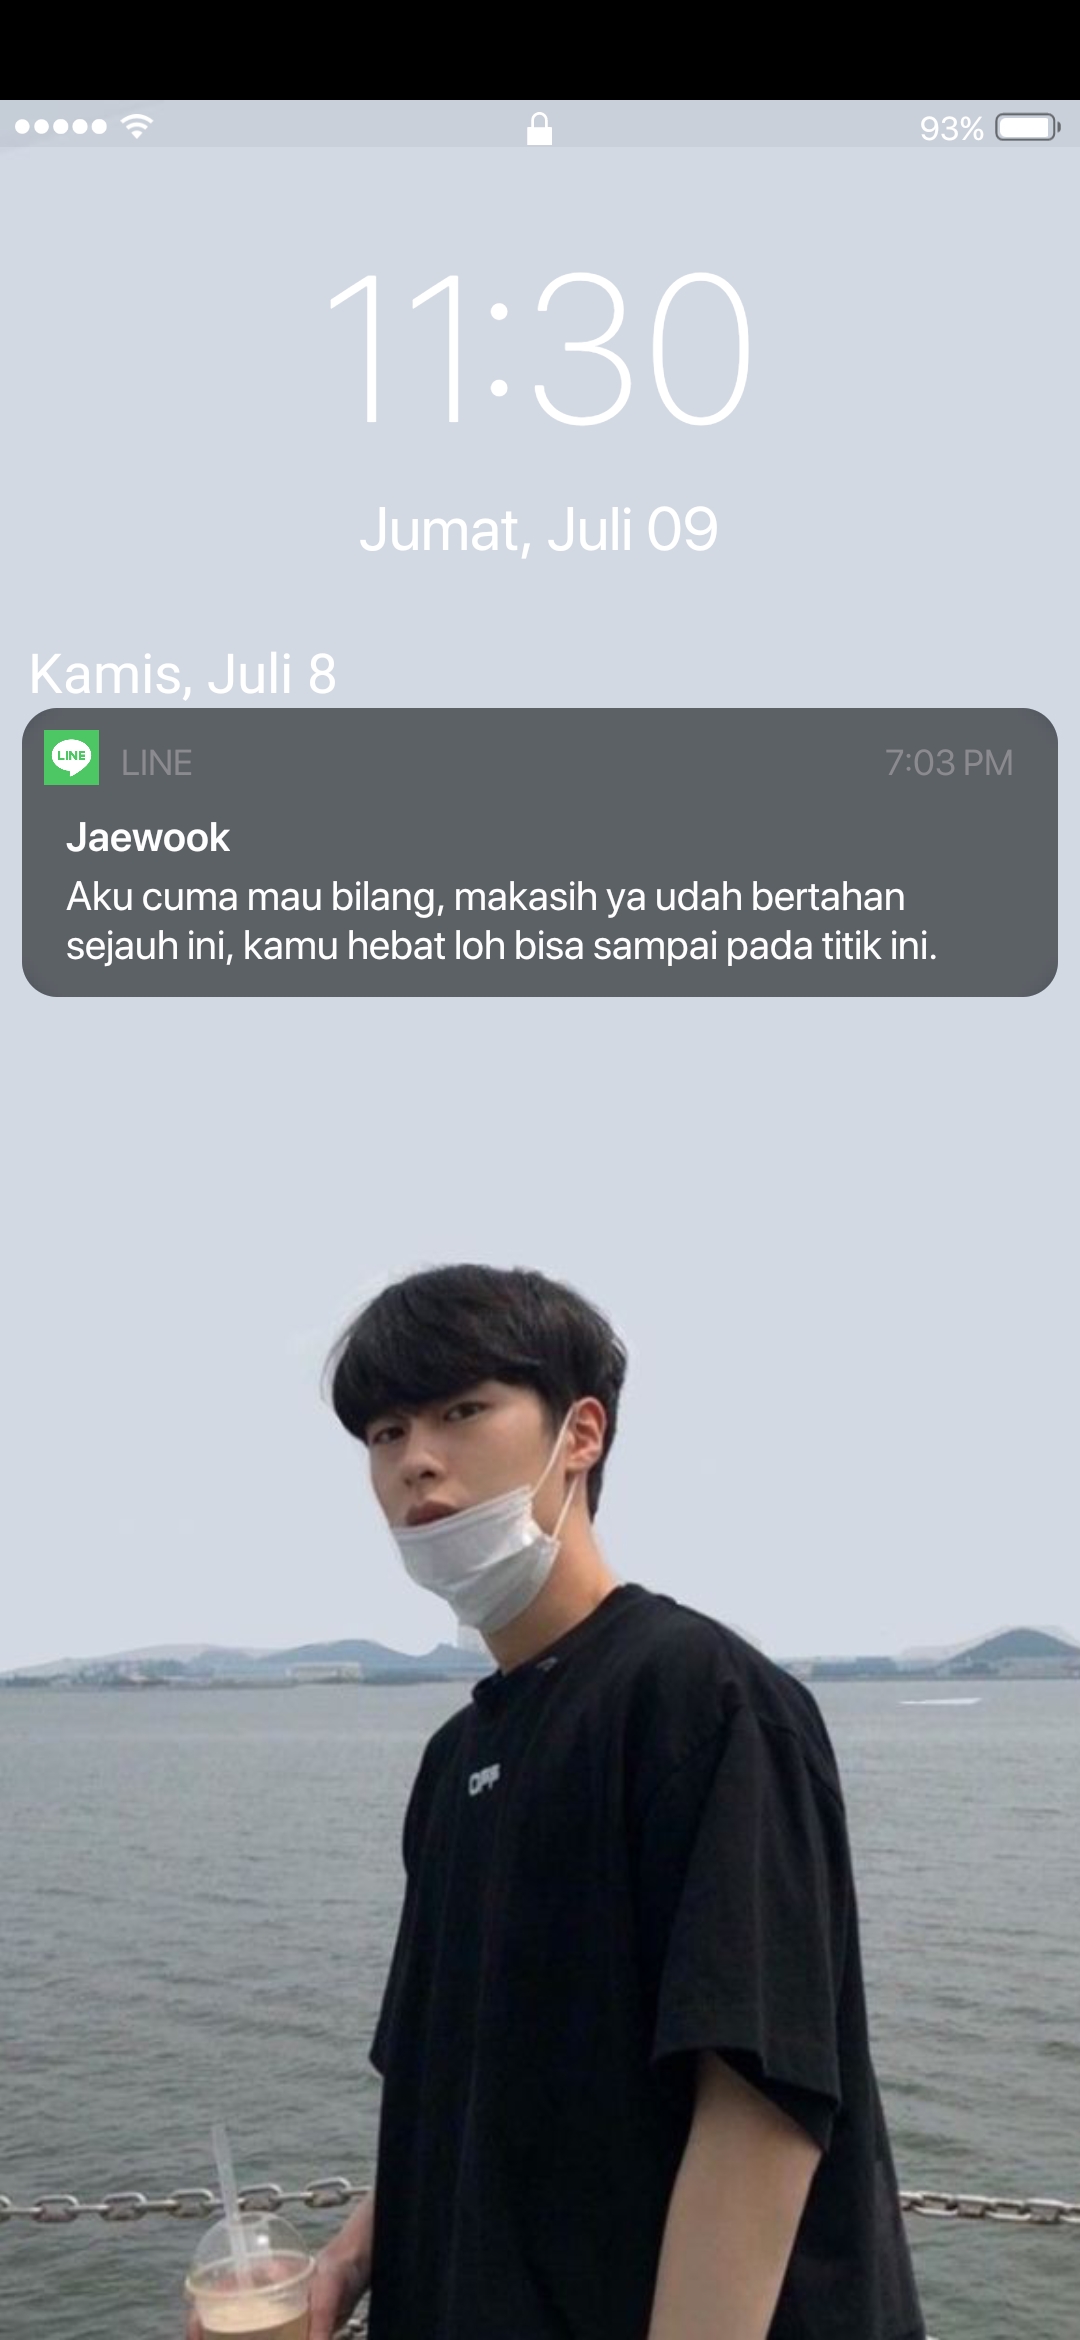 93%
11:30
Jumat, Juli 09
Kamis, Juli 8
LINE LINE 7:03 PM
Jaewook
Aku cuma mau bilang, makasih ya udah bertahan
sejauh ini, kamu hebat loh bisa sampai pada titik ini.
OFF